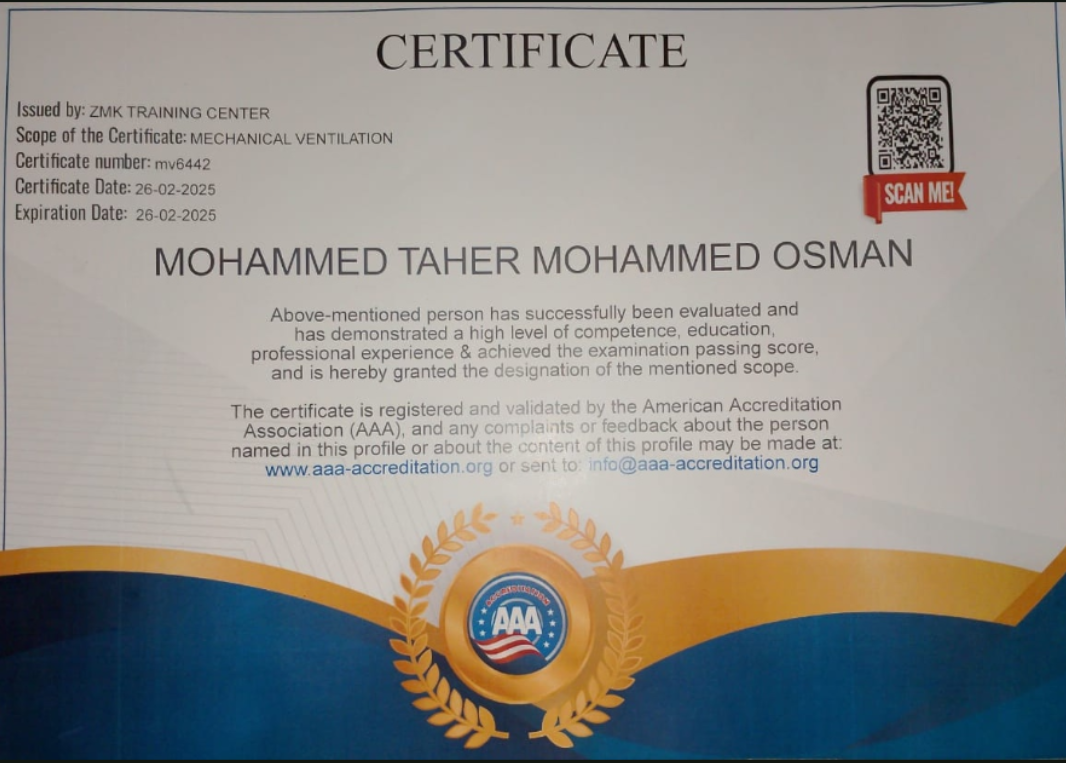 CERTIFICATE
Issued by: ZMK TRAINING CENTER
Scope of the Certificate: MECHANICAL VENTILATION
Certificate number: mv6442
Certificate Date: 26-02-2025
Expiration Date: 26-02-2025
SCAN ME!
MOHAMMED TAHER MOHAMMED OSMAN
Above-mentioned person has successfully been evaluated and
has demonstrated a high level of competence, education,
professional experience & achieved the examination passing score,
and is hereby granted the designation of the mentioned scope.
The certificate is registered and validated by the American Accreditation
Association (AAA), and any complaints or feedback about the person
named in this profile or about the content of this profile may be made at:
www.aaa-accreditation.org or sent to: info@aaa-accreditation.org
ACCREDITATION
AAA